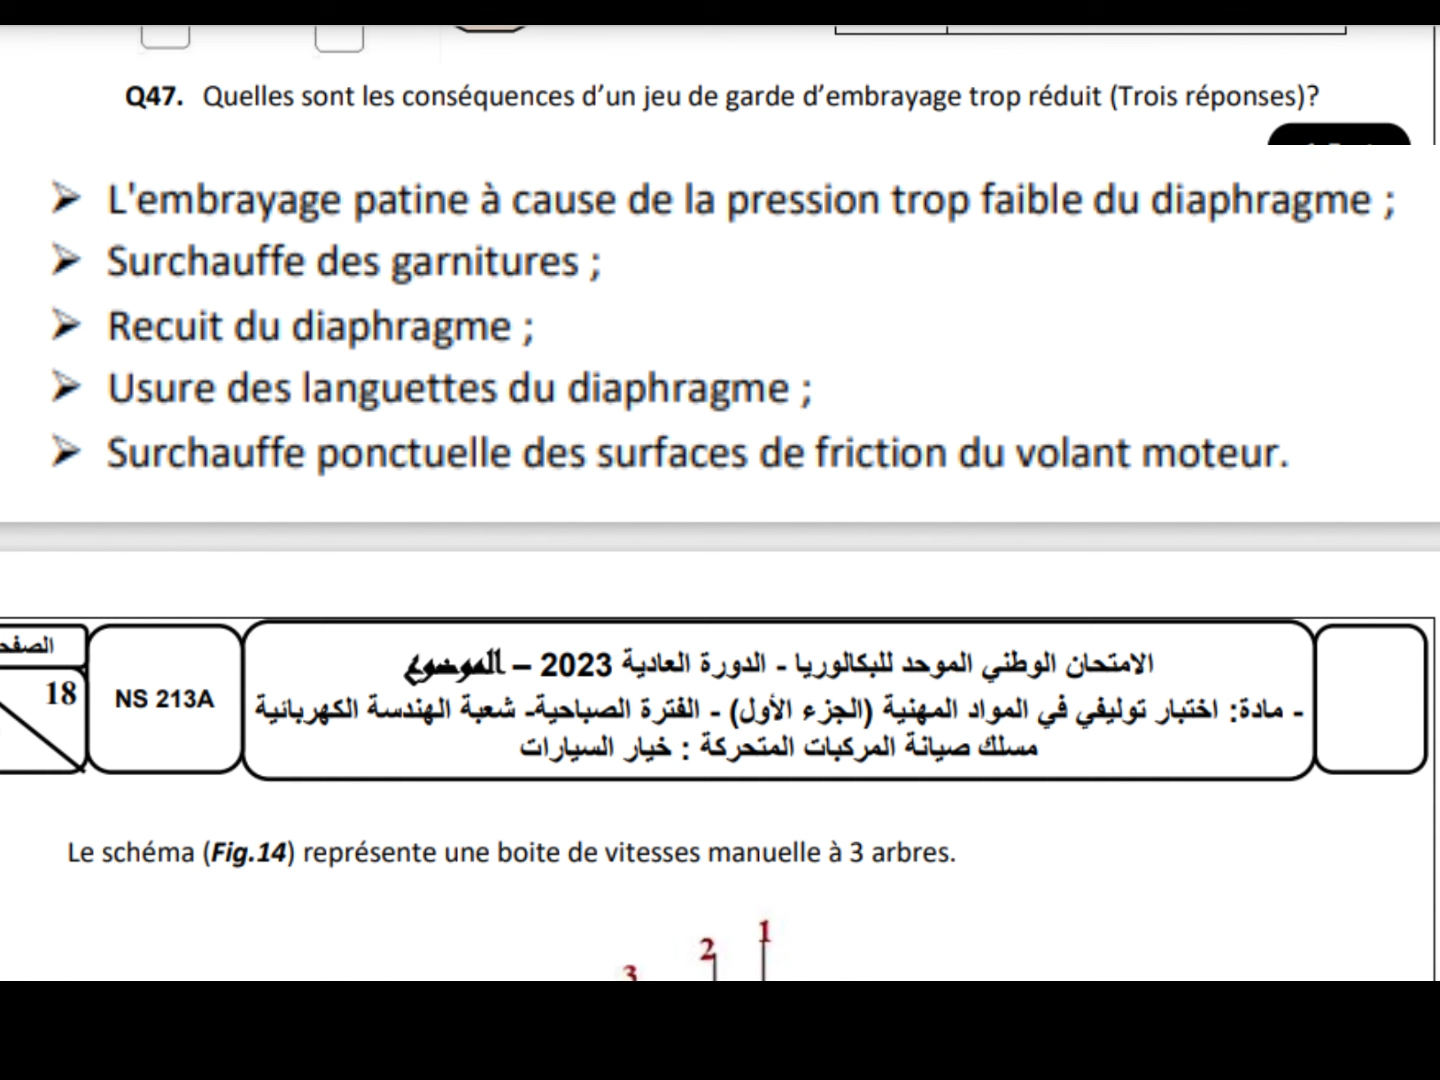 Q47. Quelles sont les conséquences d’un jeu de garde d’embrayage trop réduit (Trois réponses)?
➢ L'embrayage patine à cause de la pression trop faible du diaphragme ;
➢ Surchauffe des garnitures ;
➢ Recuit du diaphragme ;
➢ Usure des languettes du diaphragme ;
➢ Surchauffe ponctuelle des surfaces de friction du volant moteur.
الامتحان الوطني الموحد للبكالوريا - الدورة العادية 2023 – الموضوع
- مادة: اختبار توليفي في المواد المهنية (الجزء الأول) - الفترة الصباحية- شعبة الهندسة الكهربائية
مسلك صيانة المركبات المتحركة : خيار السيارات
NS 213A
18
Le schéma (Fig.14) représente une boite de vitesses manuelle à 3 arbres.
1
2
3